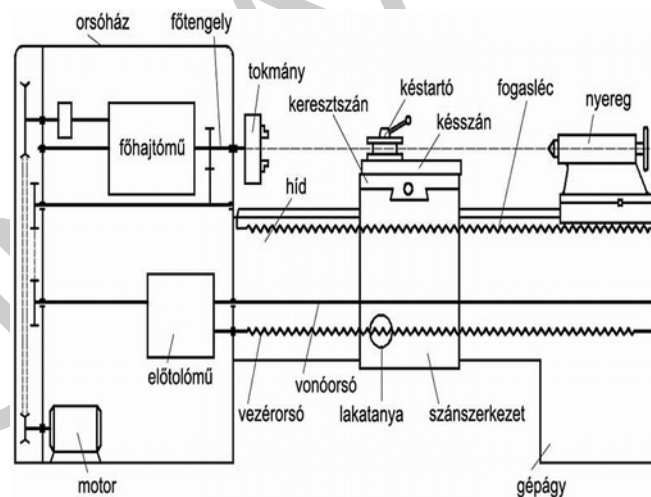 orsóház
főtengely
tokmány
késtartó
fogasléc
nyereg
keresztszán
késszán
főhajtómű
híd
előtolómű
vonóorsó
vezérorsó
lakatanya
szánszerkezet
motor
gépágy